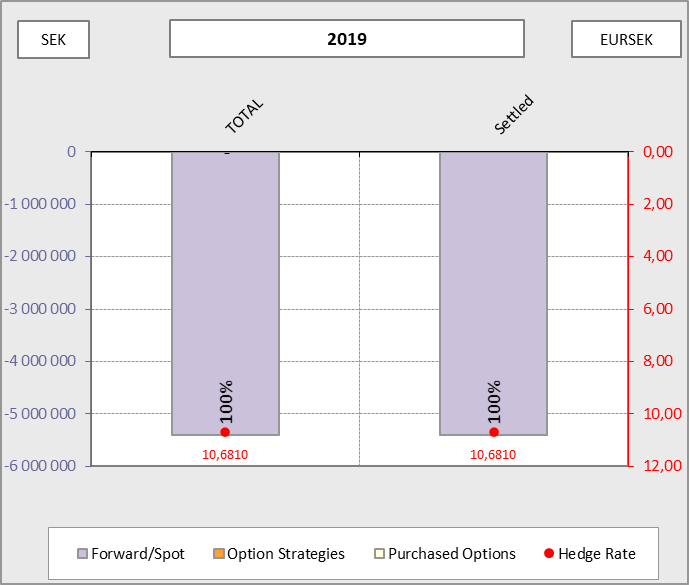 SEK
2019
EURSEK
TOTAL
Settled
0
-1 000 000
-2 000 000
-3 000 000
-4 000 000
-5 000 000
-6 000 000
0,00
2,00
4,00
6,00
8,00
10,00
12,00
100%
100%
10,6810
10,6810
Forward/Spot
Option Strategies
Purchased Options
Hedge Rate